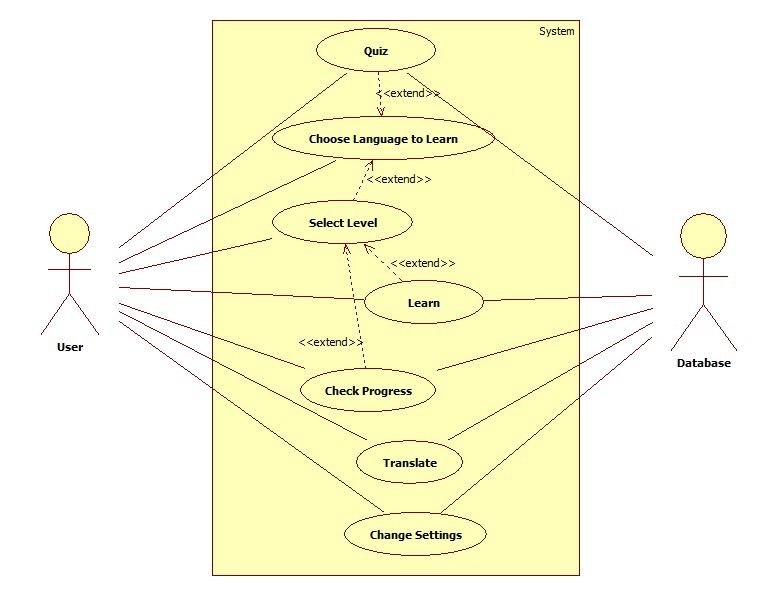 System
Quiz
<<extend>>
Choose Language to Learn
<<extend>>
Select Level
<<extend>>
Learn
<<extend>>
User
Database
Check Progress
Translate
Change Settings